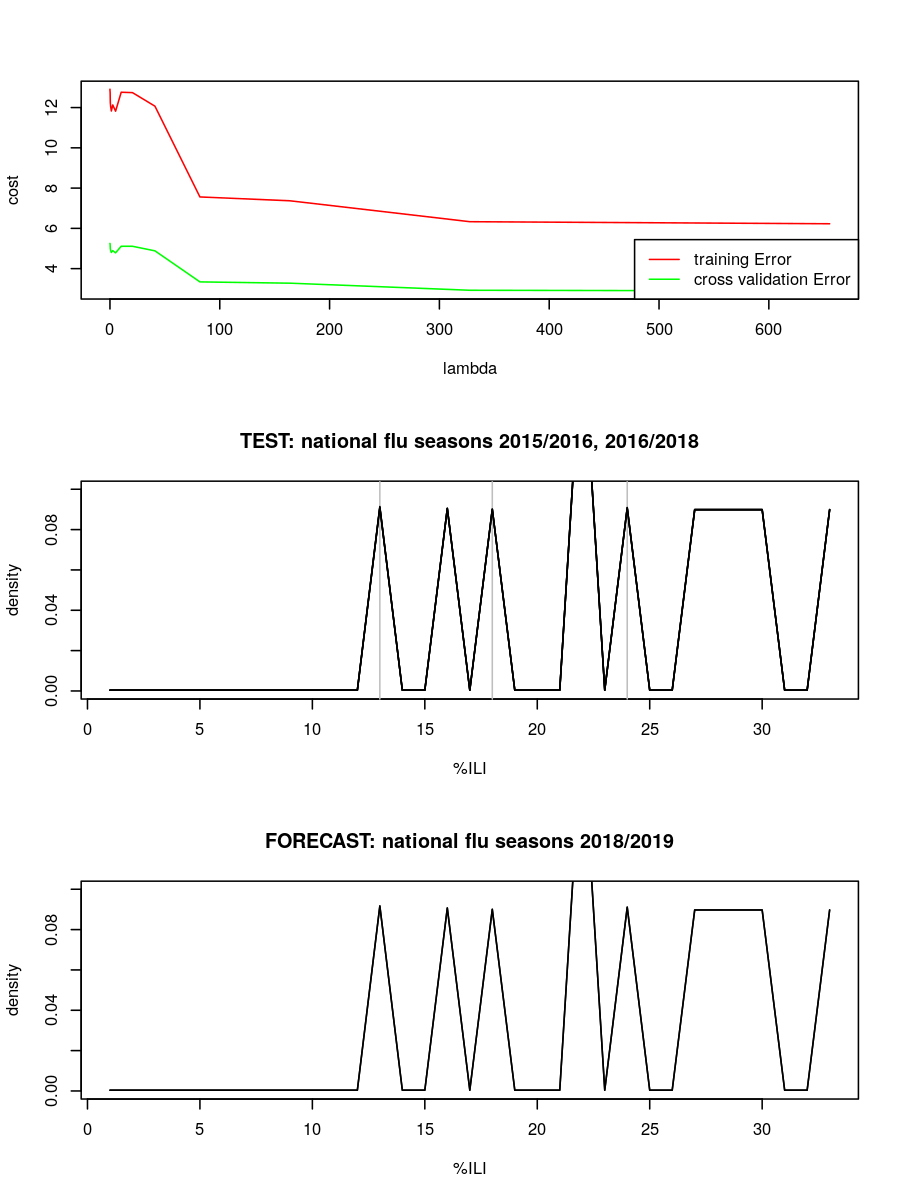 12
10
8
6
4
cost
training Error
cross validation Error
0 100 200 300 400 500 600
lambda
TEST: national flu seasons 2015/2016, 2016/2018
0.08
0.04
0.00
density
0 5 10 15 20 25 30
%ILI
FORECAST: national flu seasons 2018/2019
0.08
0.04
0.00
density
0 5 10 15 20 25 30
%ILI